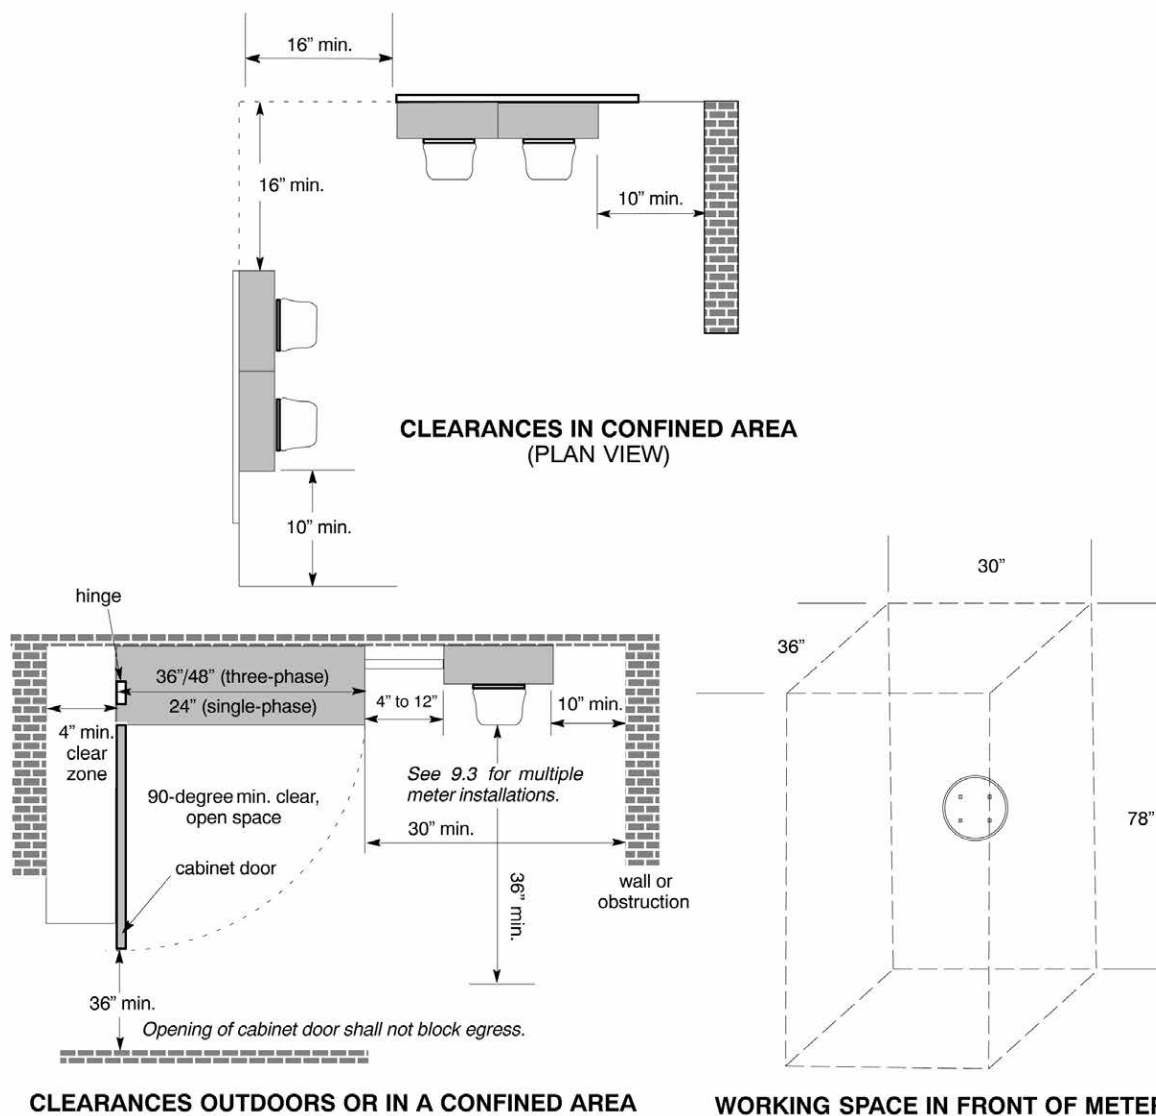 16” min.
16” min.
10” min.
CLEARANCES IN CONFINED AREA
(PLAN VIEW)
10” min.
30”
36”
78”
WORKING SPACE IN FRONT OF METER
hinge
36”/48” (three-phase)
24” (single-phase)
4” to 12”
10” min.
4” min.
clear
zone
See 9.3 for multiple
meter installations.
90-degree min. clear,
open space
30” min.
cabinet door
36” min.
wall or
obstruction
36” min.
Opening of cabinet door shall not block egress.
CLEARANCES OUTDOORS OR IN A CONFINED AREA